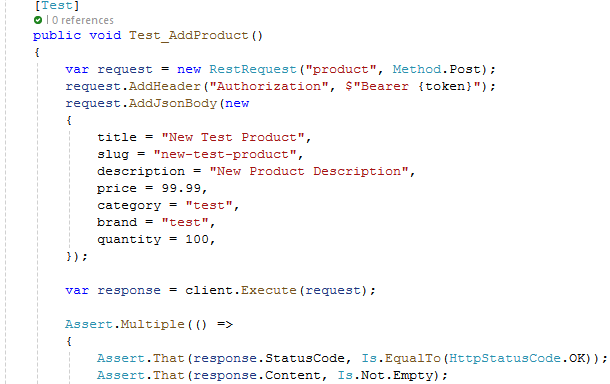 [Test]
| 0 references
public void Test_AddProduct()
{
var request = new RestRequest("product", Method.Post);
request.AddHeader("Authorization", $"Bearer {token}");
request.AddJsonBody(new
{
title = "New Test Product",
slug = "new-test-product",
description = "New Product Description",
price = 99.99,
category = "test",
brand = "test",
quantity = 100,
});
var response = client.Execute(request);
Assert.Multiple(() =>
{
Assert.That(response.StatusCode, Is.EqualTo(HttpStatusCode.OK));
Assert.That(response.Content, Is.Not.Empty);